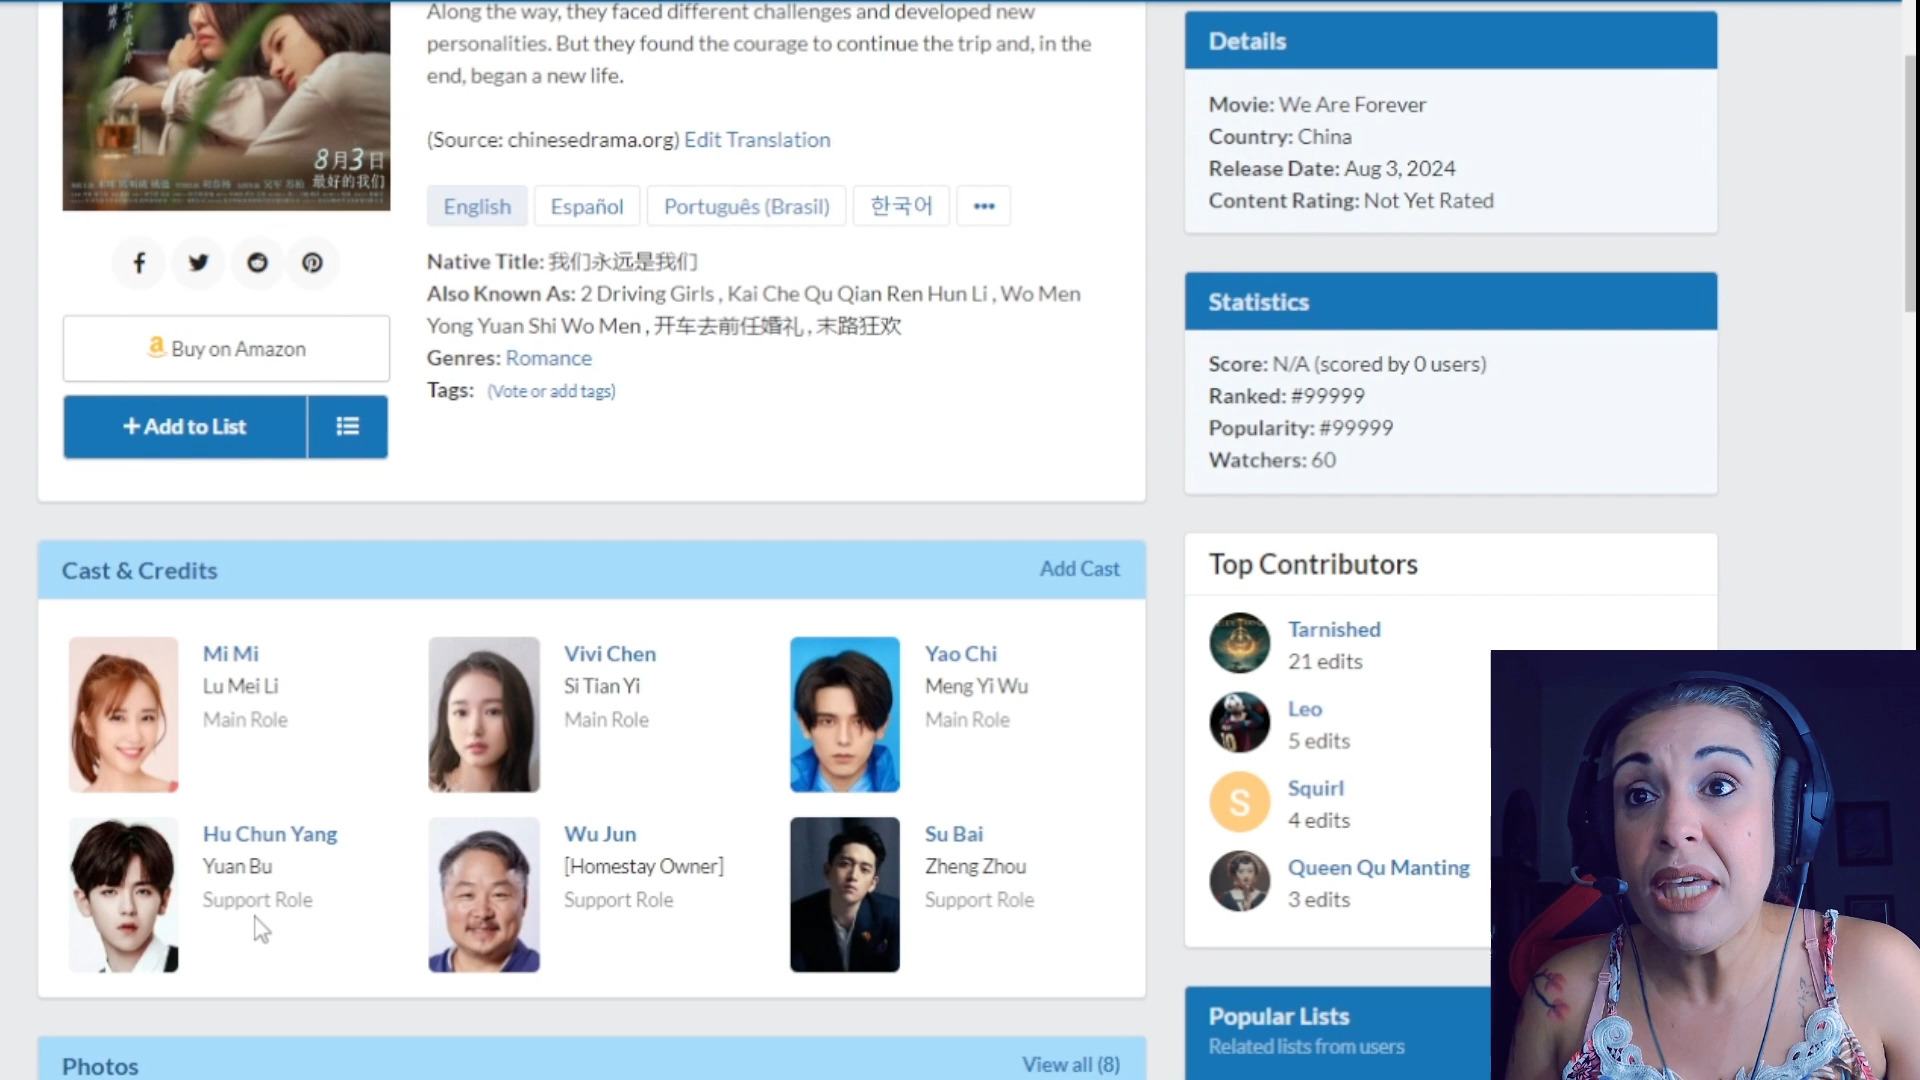 Along the way, they faced different challenges and developed new
personalities. But they found the courage to continue the trip and, in the
end, began a new life.
(Source: chinesedrama.org) Edit Translation
English
Español
Português (Brasil)
한국어
•••
Native Title: 我们永远是我们
Also Known As: 2 Driving Girls , Kai Che Qu Qian Ren Hun Li , Wo Men
Yong Yuan Shi Wo Men , 开车去前任婚礼 , 末路狂欢
Genres: Romance
Tags: (Vote or add tags)
8月3日
最好的我们
Buy on Amazon
+ Add to List
Cast & Credits
Add Cast
Mi Mi
Lu Mei Li
Main Role
Vivi Chen
Si Tian Yi
Main Role
Yao Chi
Meng Yi Wu
Main Role
Hu Chun Yang
Yuan Bu
Support Role
Wu Jun
[Homestay Owner]
Support Role
Su Bai
Zheng Zhou
Support Role
Photos
View all (8)
Details
Movie: We Are Forever
Country: China
Release Date: Aug 3, 2024
Content Rating: Not Yet Rated
Statistics
Score: N/A (scored by 0 users)
Ranked: #99999
Popularity: #99999
Watchers: 60
Top Contributors
Tarnished
21 edits
Leo
5 edits
S
Squirl
4 edits
Queen Qu Manting
3 edits
Popular Lists
Related lists from users